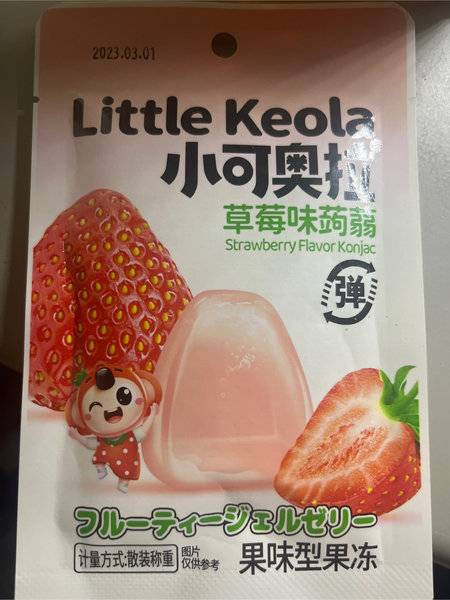 2023.03.01
Little Keola
小可奥拉
草莓味蒟蒻
Strawberry Flavor Konjac
弹
フルーティージェルゼリー
计量方式:散装称重
图片
仅供参考
果味型果冻